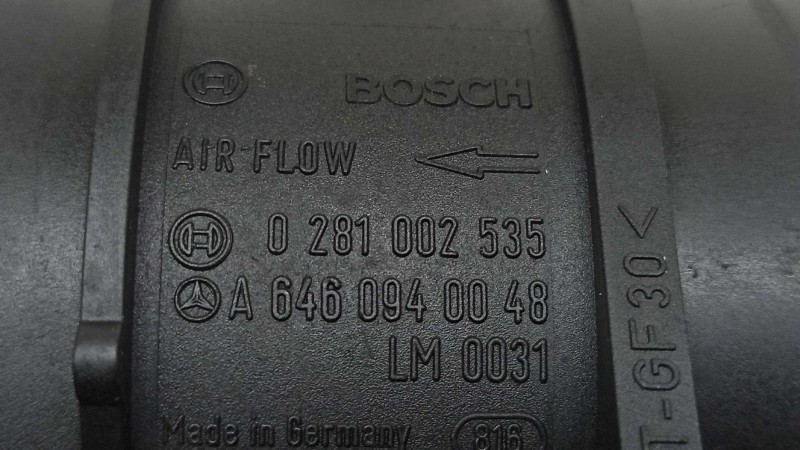 BOSCH
AIR FLOW
0 281 002 535
A 646 094 00 48
LM 0031
Made in Germany 816
T-GF30<